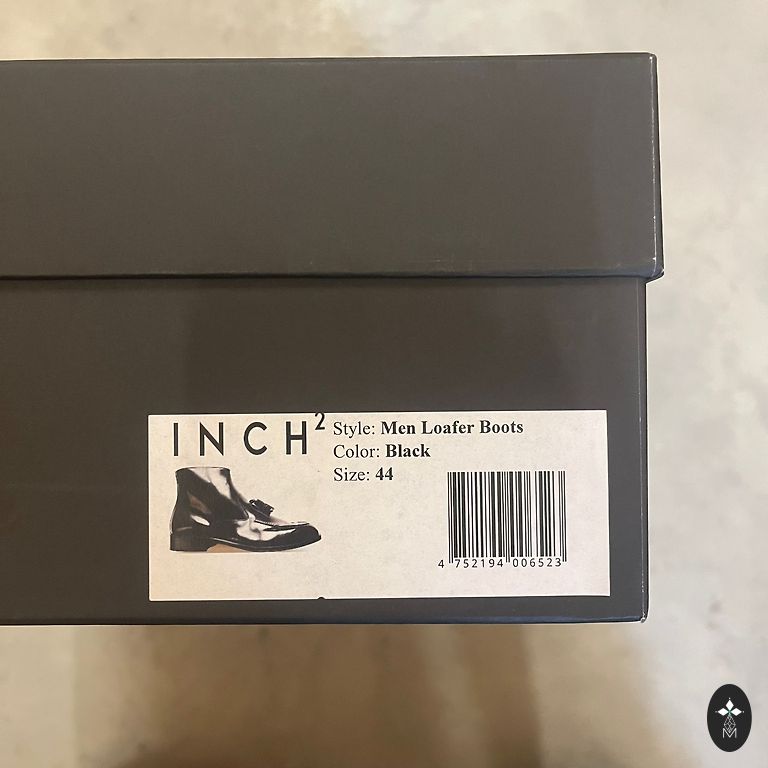 INCH²
Style: Men Loafer Boots
Color: Black
Size: 44
4 752194 006523
M